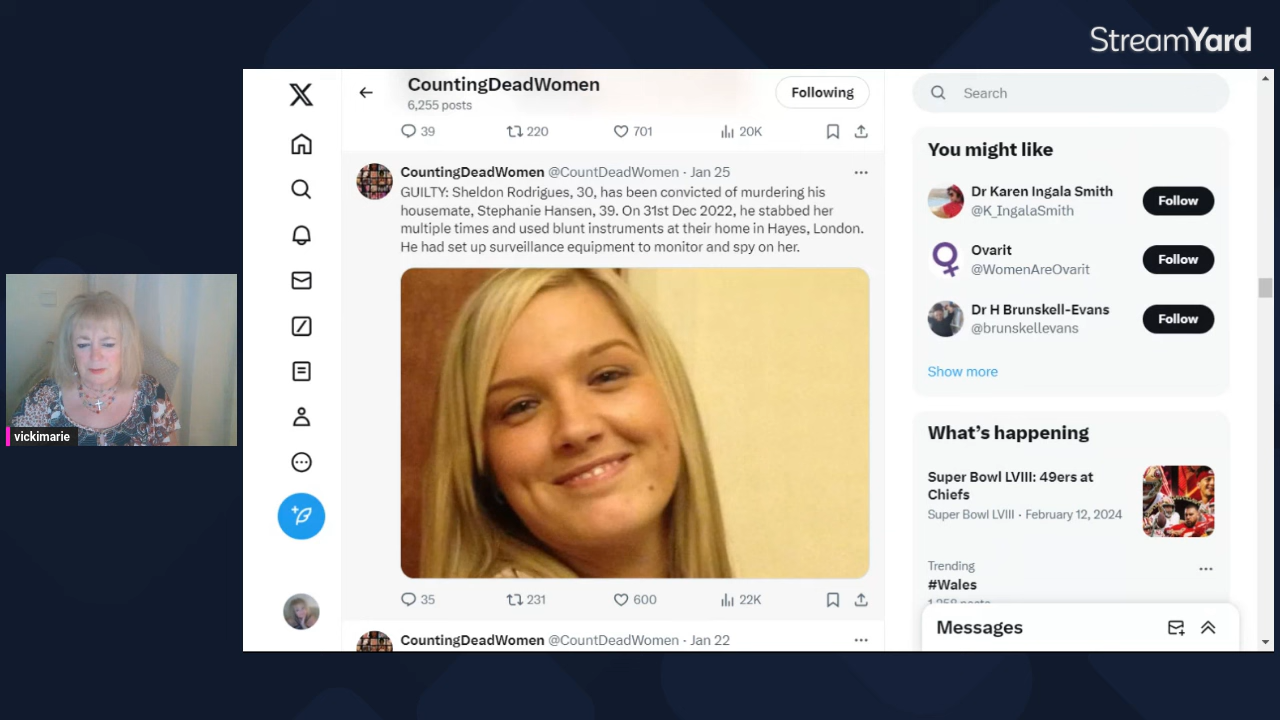 StreamYard
CountingDeadWomen
6,255 posts
Following
Search
39 220 701 20K
CountingDeadWomen @CountDeadWomen · Jan 25
GUILTY: Sheldon Rodrigues, 30, has been convicted of murdering his
housemate, Stephanie Hansen, 39. On 31st Dec 2022, he stabbed her
multiple times and used blunt instruments at their home in Hayes, London.
He had set up surveillance equipment to monitor and spy on her.
35 231 600 22K
CountingDeadWomen @CountDeadWomen · Jan 22
You might like
Dr Karen Ingala Smith
@K_IngalaSmith
Follow
Ovarit
@WomenAreOvarit
Follow
Dr H Brunskell-Evans
@brunskellevans
Follow
Show more
What's happening
Super Bowl LVIII: 49ers at
Chiefs
Super Bowl LVIII · February 12, 2024
Trending
#Wales
Messages
vickimarie